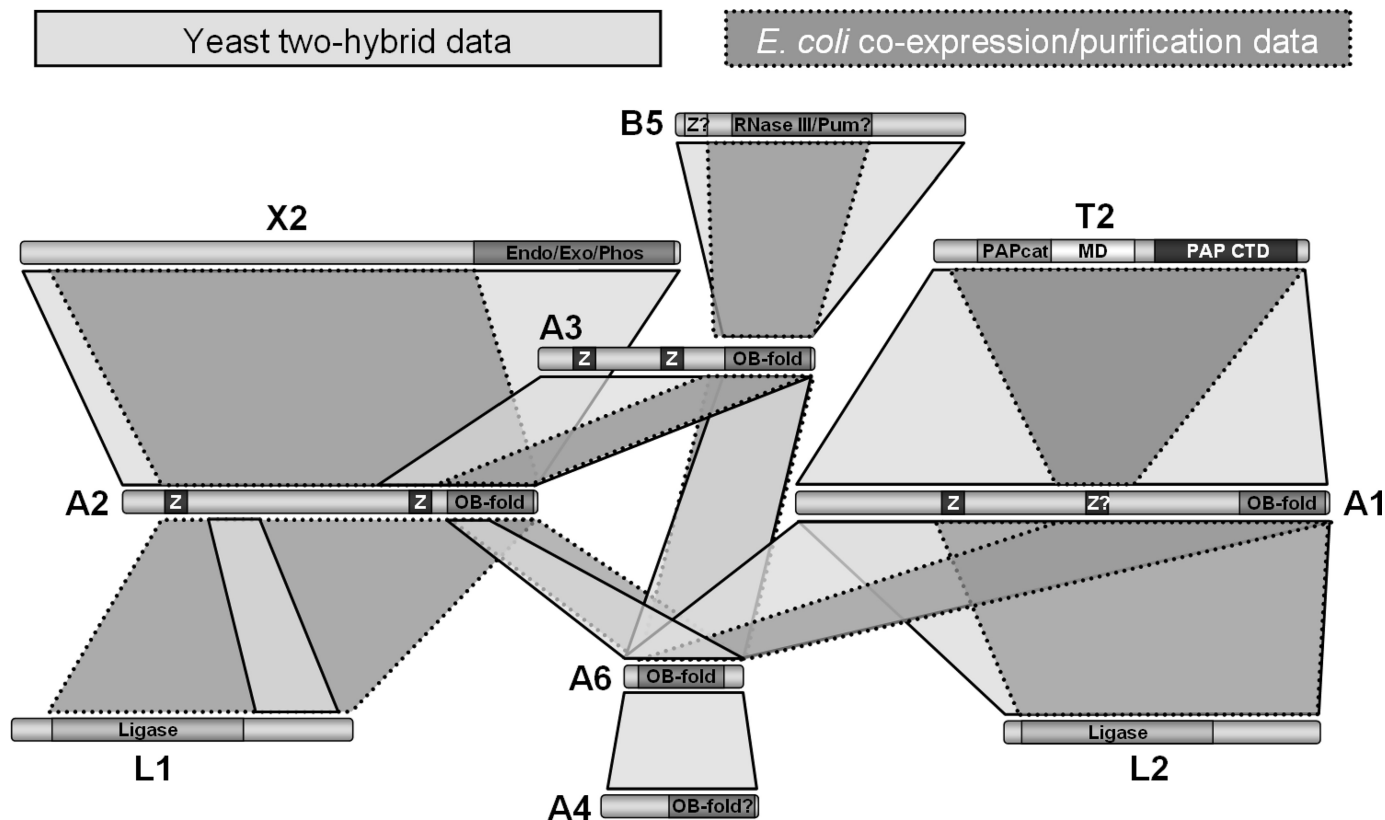 Yeast two-hybrid data
E. coli co-expression/purification data
B5
Z? RNase III/Pum?
X2
T2
Endo/Exo/Phos
PAPcat MD PAP CTD
A3
Z Z OB-fold
A2
Z Z OB-fold
Z Z? OB-fold
A1
A6
OB-fold
Ligase
L1
Ligase
L2
A4
OB-fold?